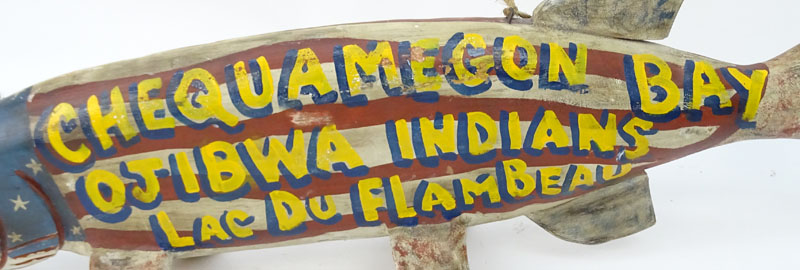 CHEQUAMEGON BAY
OJIBWA INDIANS
LAC DU FLAMBEAU